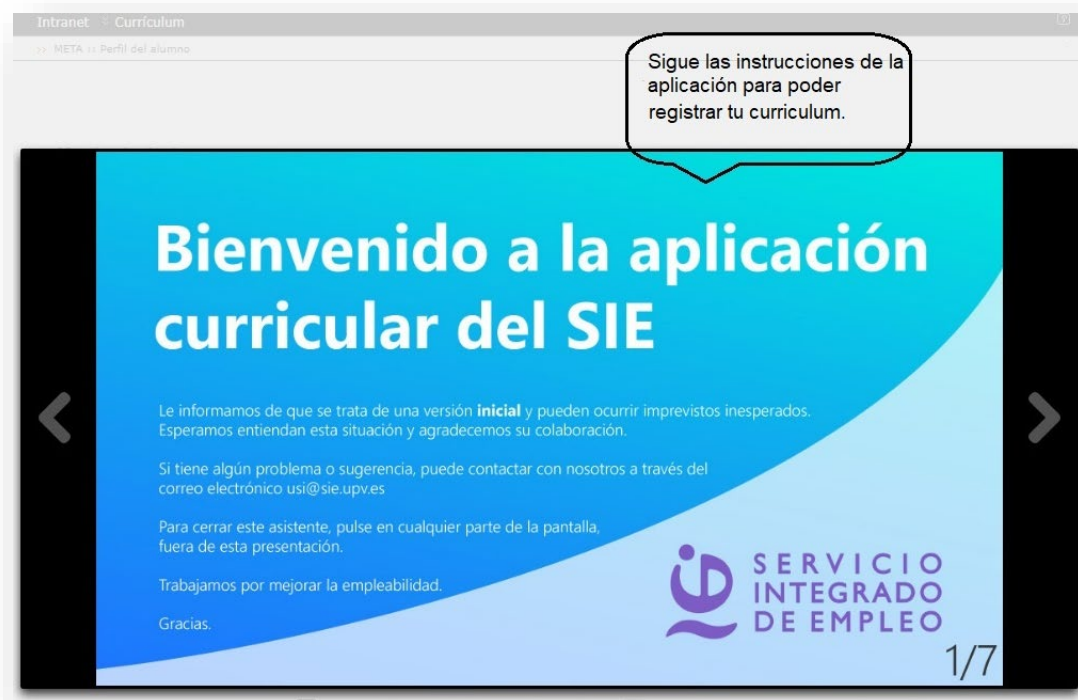 Intranet Currículum
META :: Perfil del alumno
Sigue las instrucciones de la
aplicación para poder
registrar tu curriculum.
Bienvenido a la aplicación
curricular del SIE
Le informamos de que se trata de una versión inicial y pueden ocurrir imprevistos inesperados.
Esperamos entiendan esta situación y agradecemos su colaboración.
Si tiene algún problema o sugerencia, puede contactar con nosotros a través del
correo electrónico usi@sie.upv.es
Para cerrar este asistente, pulse en cualquier parte de la pantalla,
fuera de esta presentación.
Trabajamos por mejorar la empleabilidad.
Gracias.
SERVICIO
INTEGRADO
DE EMPLEO
1/7